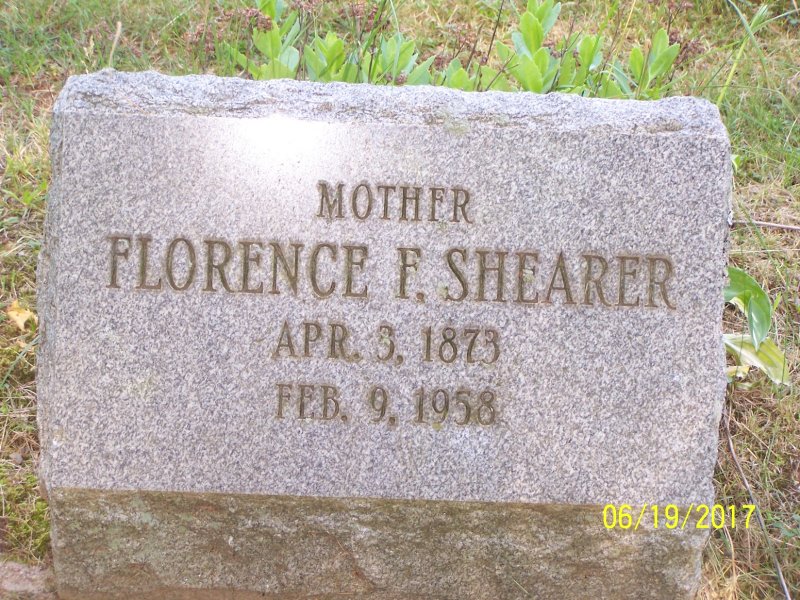 MOTHER
FLORENCE F. SHEARER
APR. 3, 1873
FEB. 9, 1958
06/19/2017